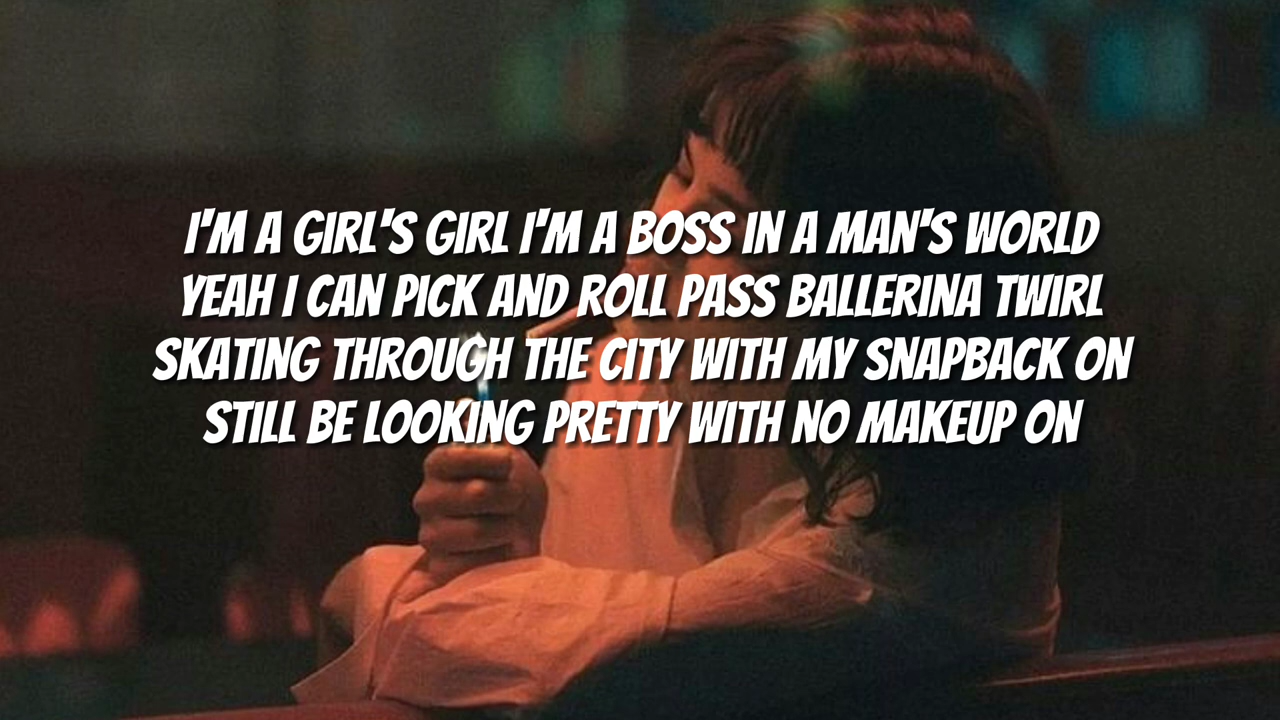 I'M A GIRL'S GIRL I'M A BOSS IN A MAN'S WORLD
YEAH I CAN PICK AND ROLL PASS BALLERINA TWIRL
SKATING THROUGH THE CITY WITH MY SNAPBACK ON
STILL BE LOOKING PRETTY WITH NO MAKEUP ON